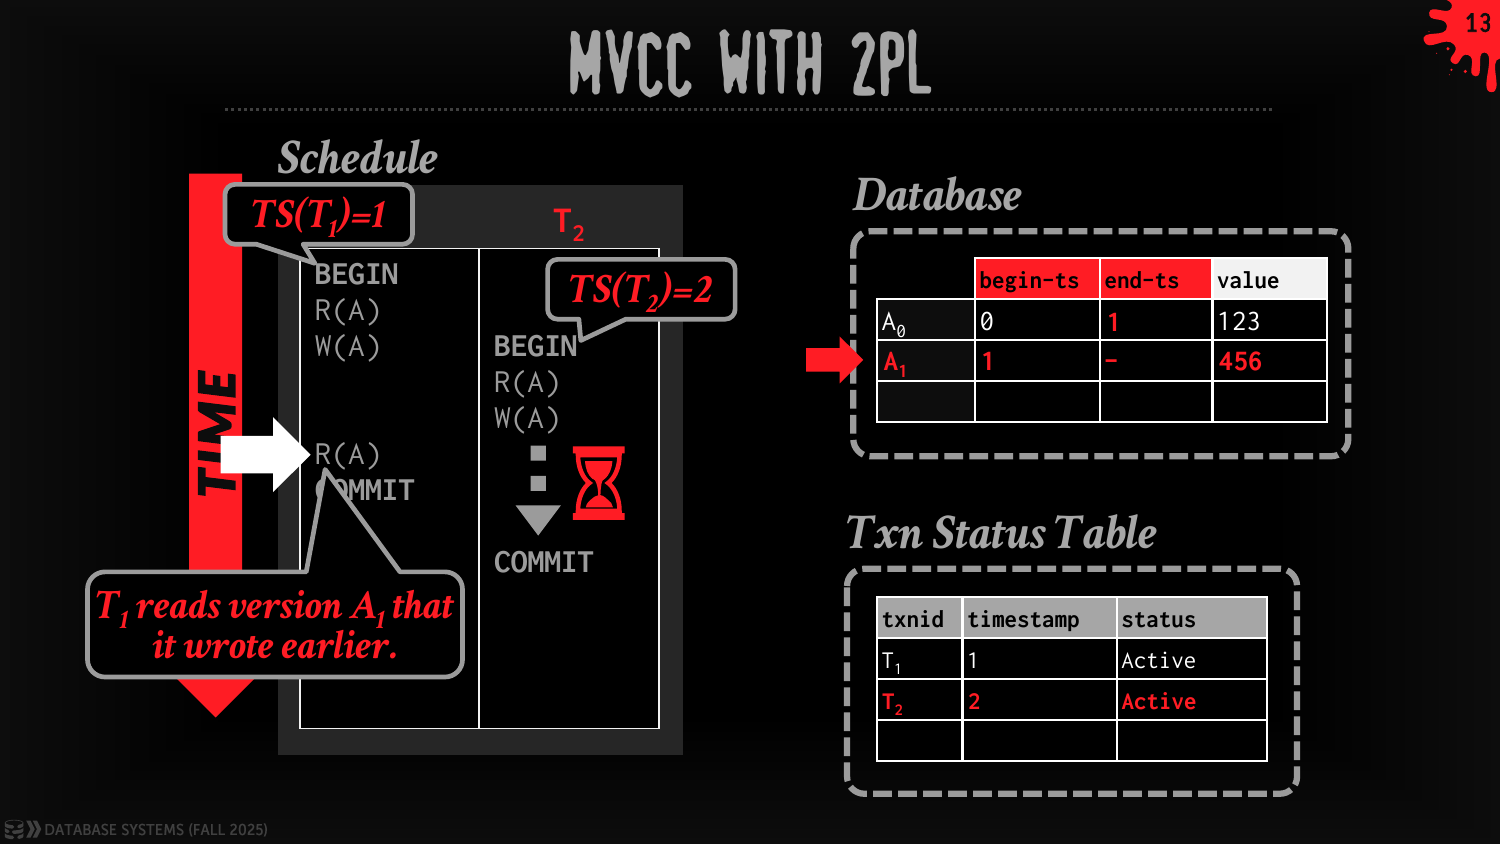 13
MVCC WITH 2PL
Schedule
TS(T1)=1
T2
BEGIN
R(A)
W(A)
R(A)
COMMIT
TS(T2)=2
BEGIN
R(A)
W(A)
COMMIT
TIME
T1 reads version A1 that
it wrote earlier.
Database
begin-ts end-ts value
A0 0 1 123
A1 1 - 456
Txn Status Table
txnid timestamp status
T1 1 Active
T2 2 Active
DATABASE SYSTEMS (FALL 2025)